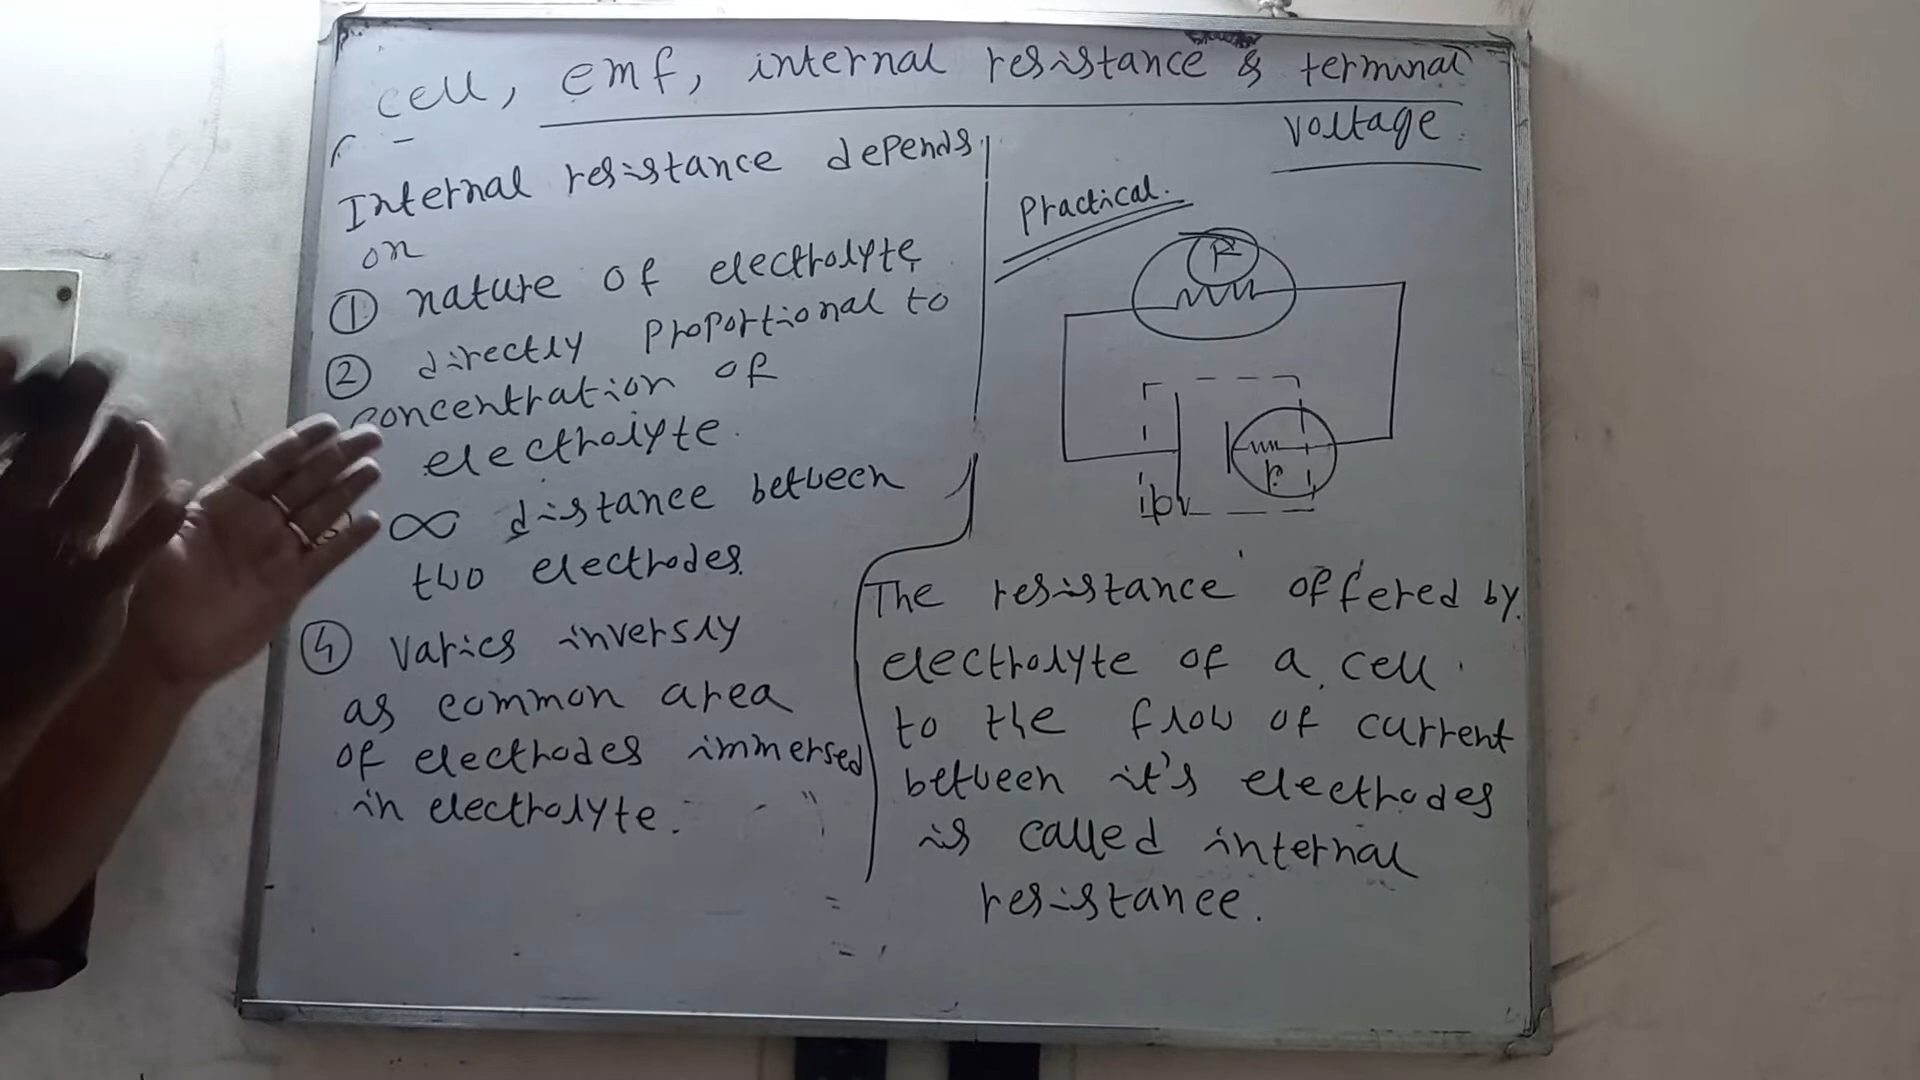 cell, emf, internal resistance & terminal
voltage.
Internal resistance depends
on
① nature of electrolyte
② directly proportional to
concentration of
electrolyte.
∝ distance between
two electrodes.
④ varies inversly
as common area
of electrodes immersed
in electrolyte.
Practical.
R
r
The resistance offered by
electrolyte of a cell
to the flow of current
between it's electrodes
is called internal
resistance.